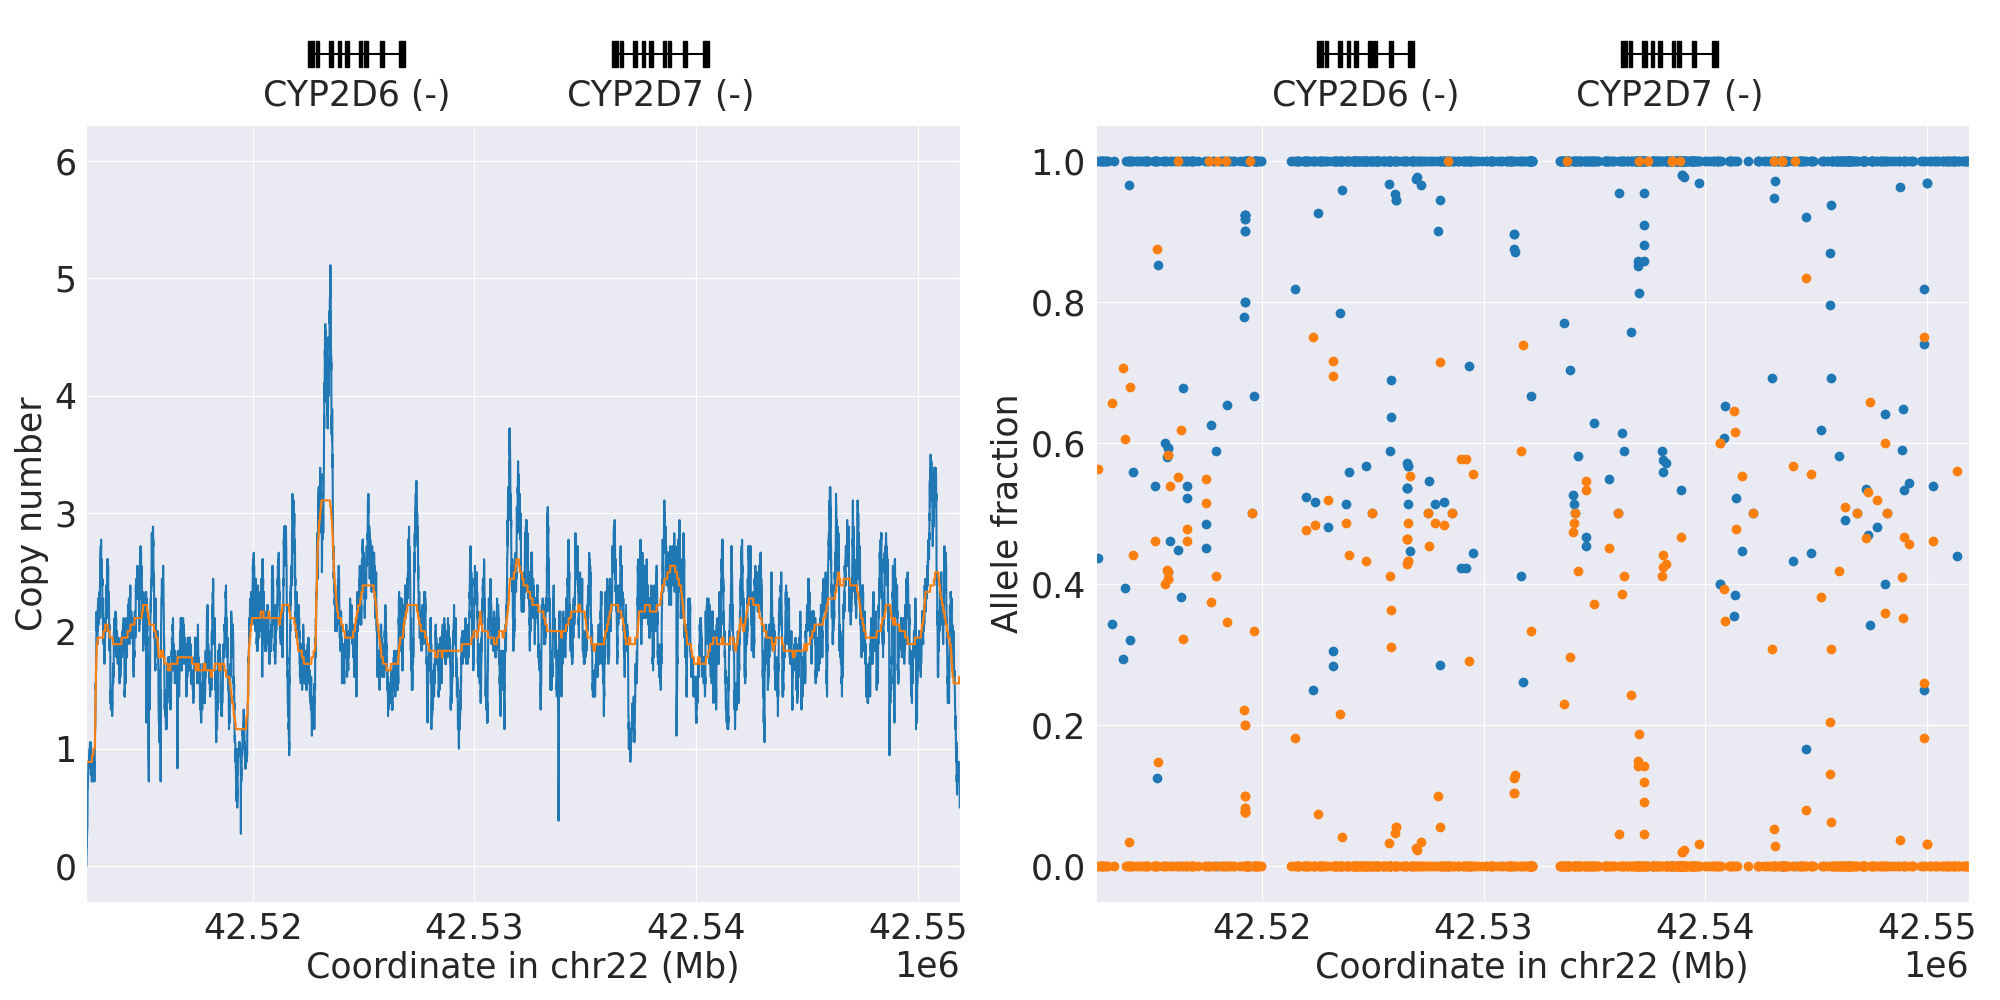 CYP2D6 (-)
CYP2D7 (-)
6
5
4
3
2
1
0
Copy number
42.52
42.53
42.54
42.55
1e6
Coordinate in chr22 (Mb)
CYP2D6 (-)
CYP2D7 (-)
1.0
0.8
0.6
0.4
0.2
0.0
Allele fraction
42.52
42.53
42.54
42.55
1e6
Coordinate in chr22 (Mb)